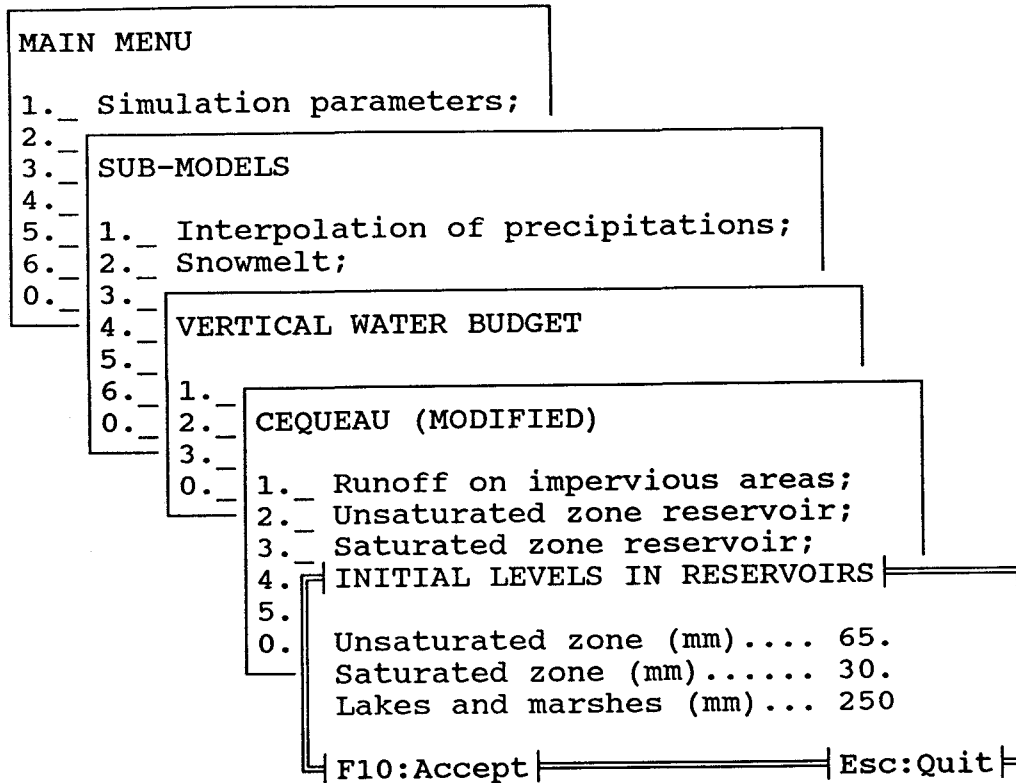 MAIN MENU
1._ Simulation parameters;
2._
3._
4._
5._
6._
0._
SUB-MODELS
1._ Interpolation of precipitations;
2._ Snowmelt;
3._
4._
5._
6._
0._
VERTICAL WATER BUDGET
1._
2._
3._
0._
CEQUEAU (MODIFIED)
1._ Runoff on impervious areas;
2._ Unsaturated zone reservoir;
3._ Saturated zone reservoir;
4.
5.
0.
INITIAL LEVELS IN RESERVOIRS
Unsaturated zone (mm).... 65.
Saturated zone (mm)...... 30.
Lakes and marshes (mm)... 250
F10:Accept Esc:Quit